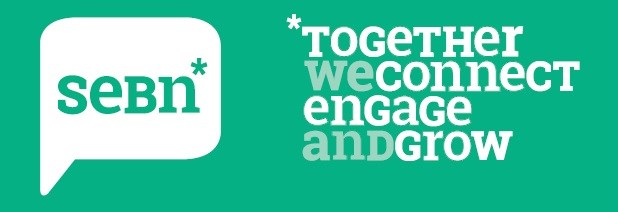 seBn*
*TOGeTHer
weconnecT
enGaGe
anDGrow